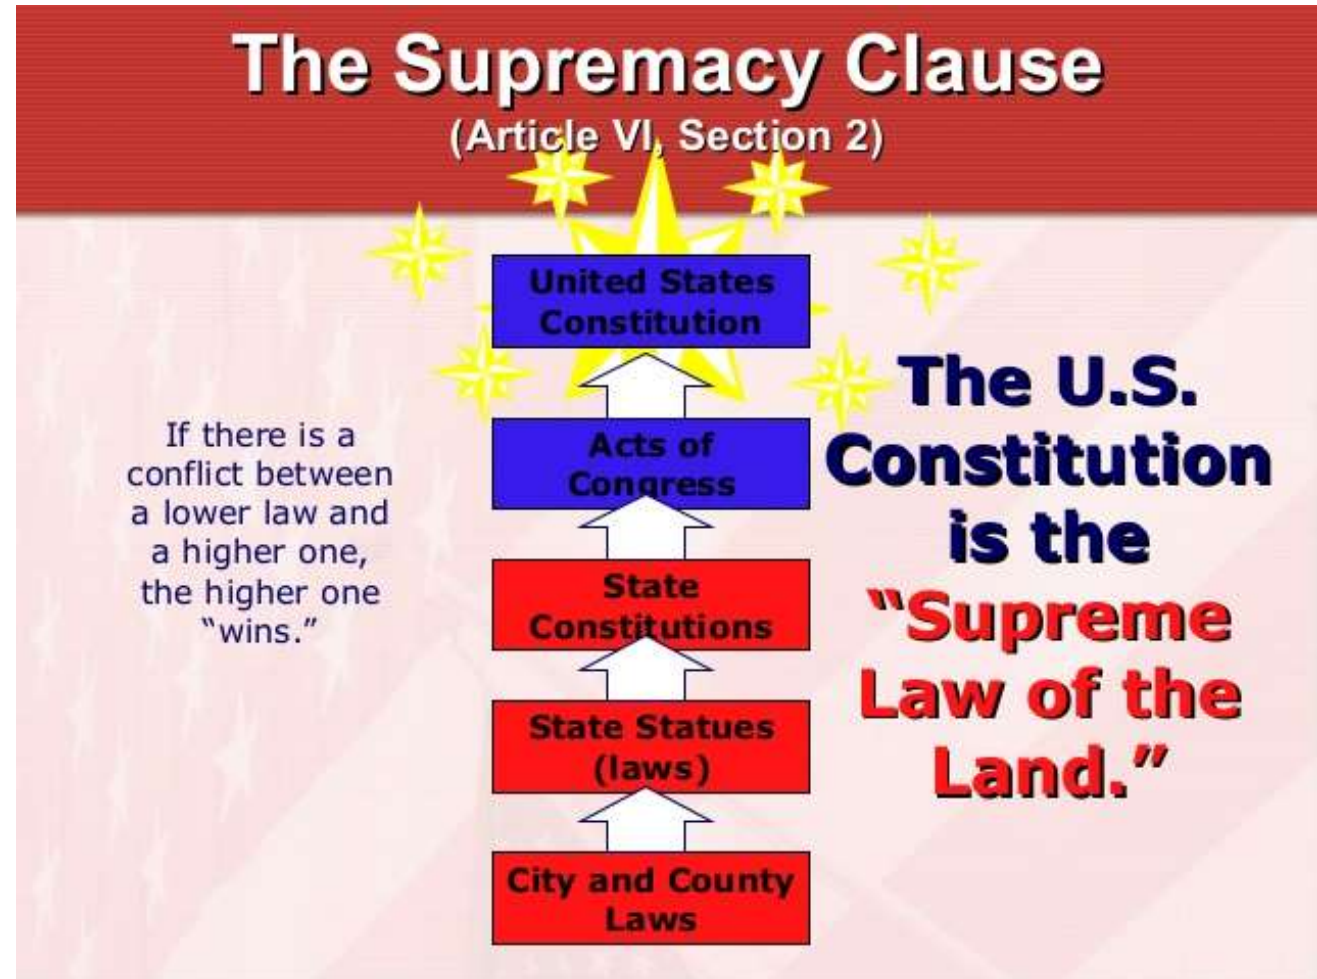 The Supremacy Clause
(Article VI, Section 2)
United States
Constitution
Acts of
Congress
State
Constitutions
State Statues
(laws)
City and County
Laws
If there is a
conflict between
a lower law and
a higher one,
the higher one
“wins.”
The U.S.
Constitution
is the
“Supreme
Law of the
Land.”